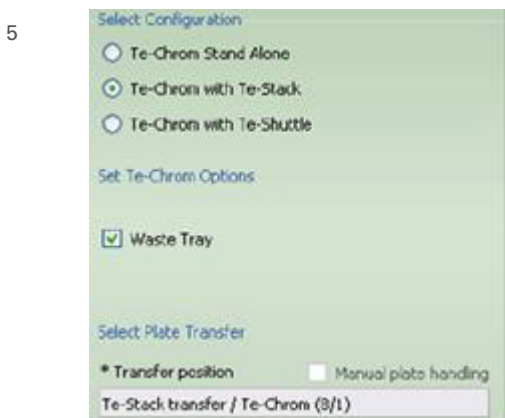 5
Select Configuration
Te-Chrom Stand Alone
Te-Chrom with Te-Stack
Te-Chrom with Te-Shuttle
Set Te-Chrom Options
Waste Tray
Select Plate Transfer
* Transfer position Manual plate handling
Te-Stack transfer / Te-Chrom (8/1)